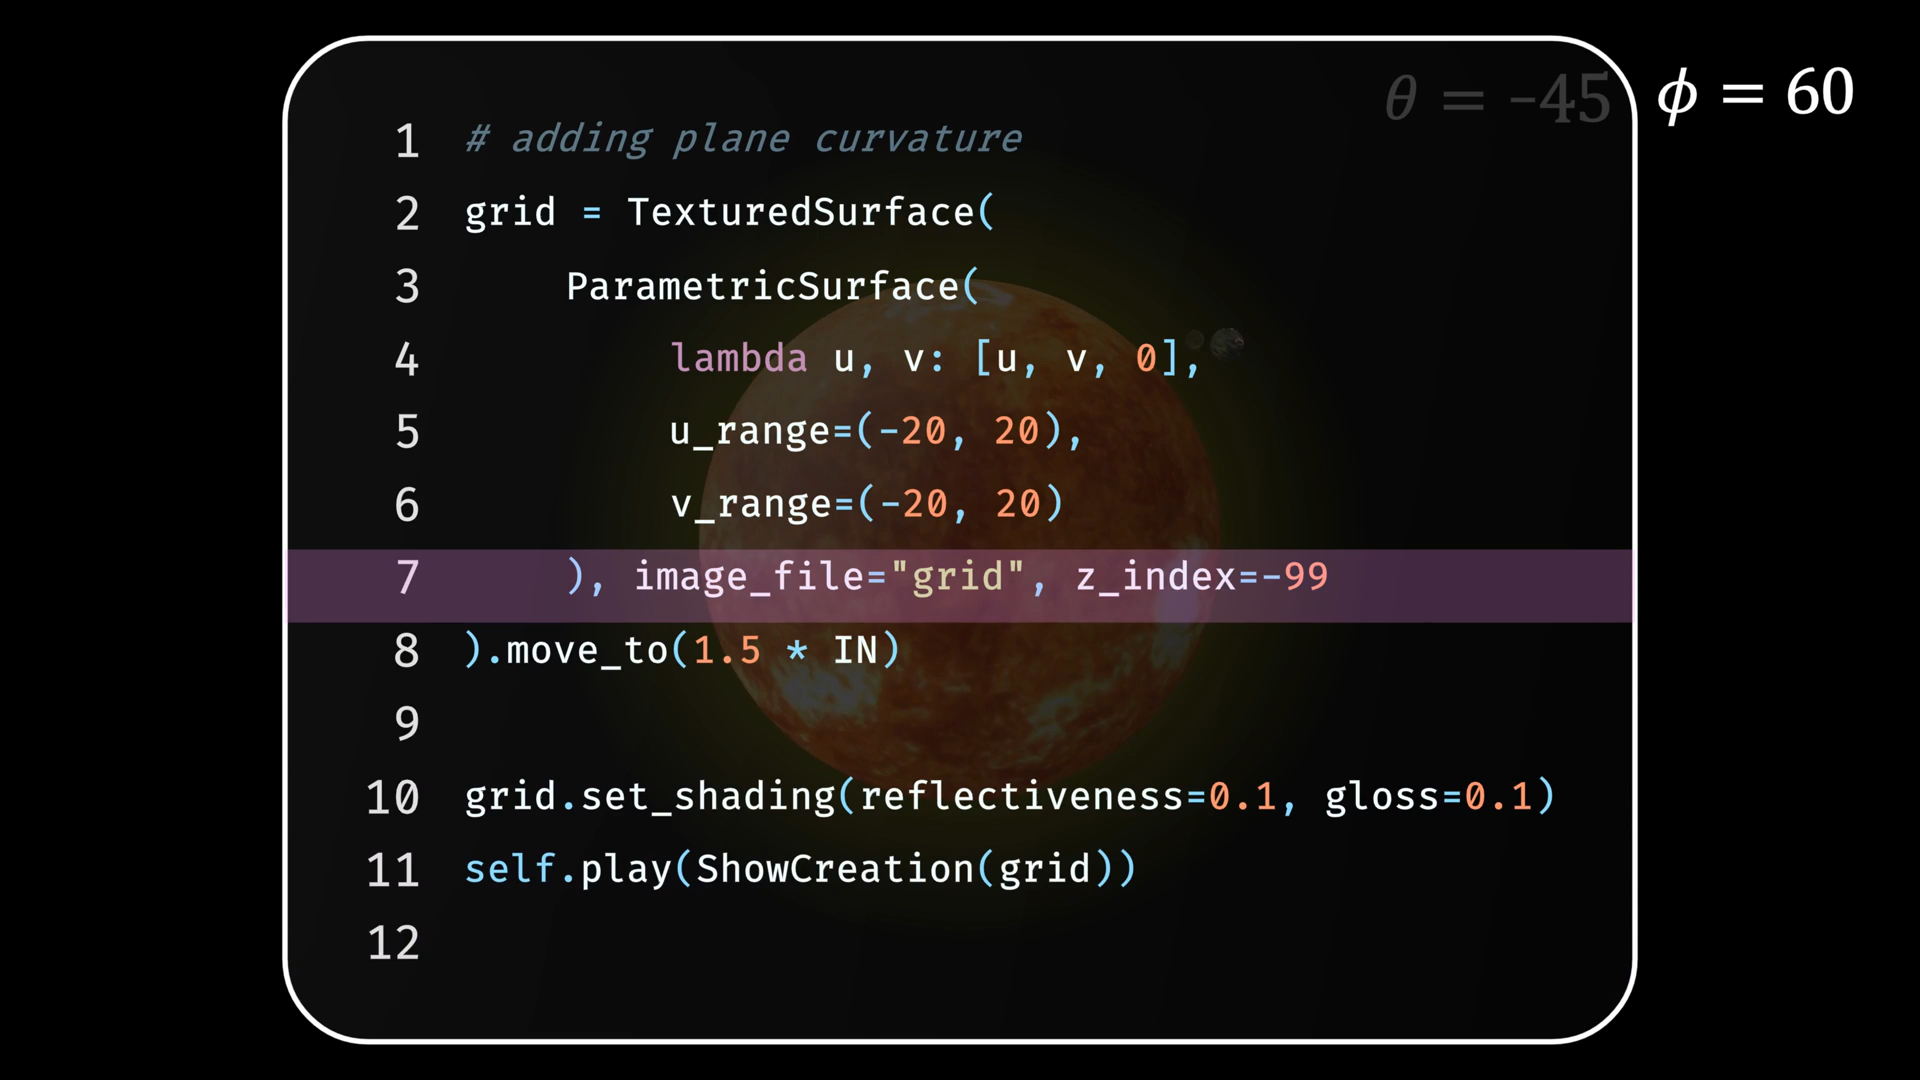 θ = -45 ϕ = 60
1 # adding plane curvature
2 grid = TexturedSurface(
3 ParametricSurface(
4 lambda u, v: [u, v, 0],
5 u_range=(-20, 20),
6 v_range=(-20, 20)
7 ), image_file="grid", z_index=-99
8 ).move_to(1.5 * IN)
9
10 grid.set_shading(reflectiveness=0.1, gloss=0.1)
11 self.play(ShowCreation(grid))
12